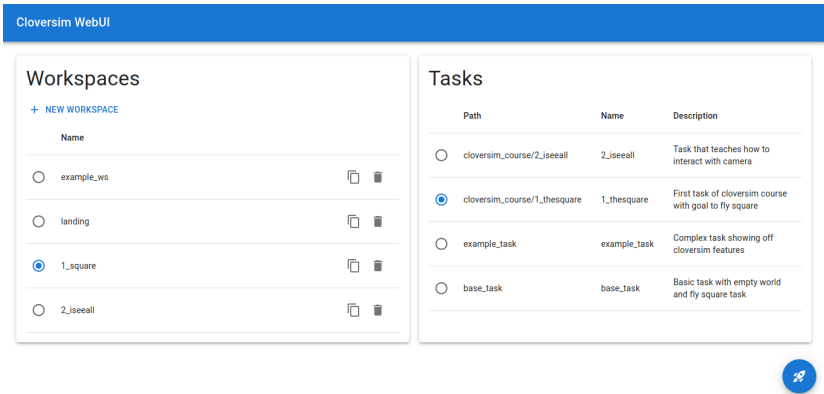 Cloversim WebUI
Workspaces
+ NEW WORKSPACE
Name
example_ws
landing
1_square
2_iseeall
Tasks
Path Name Description
cloversim_course/2_iseeall 2_iseeall Task that teaches how to
interact with camera
cloversim_course/1_thesquare 1_thesquare First task of cloversim course
with goal to fly square
example_task example_task Complex task showing off
cloversim features
base_task base_task Basic task with empty world
and fly square task